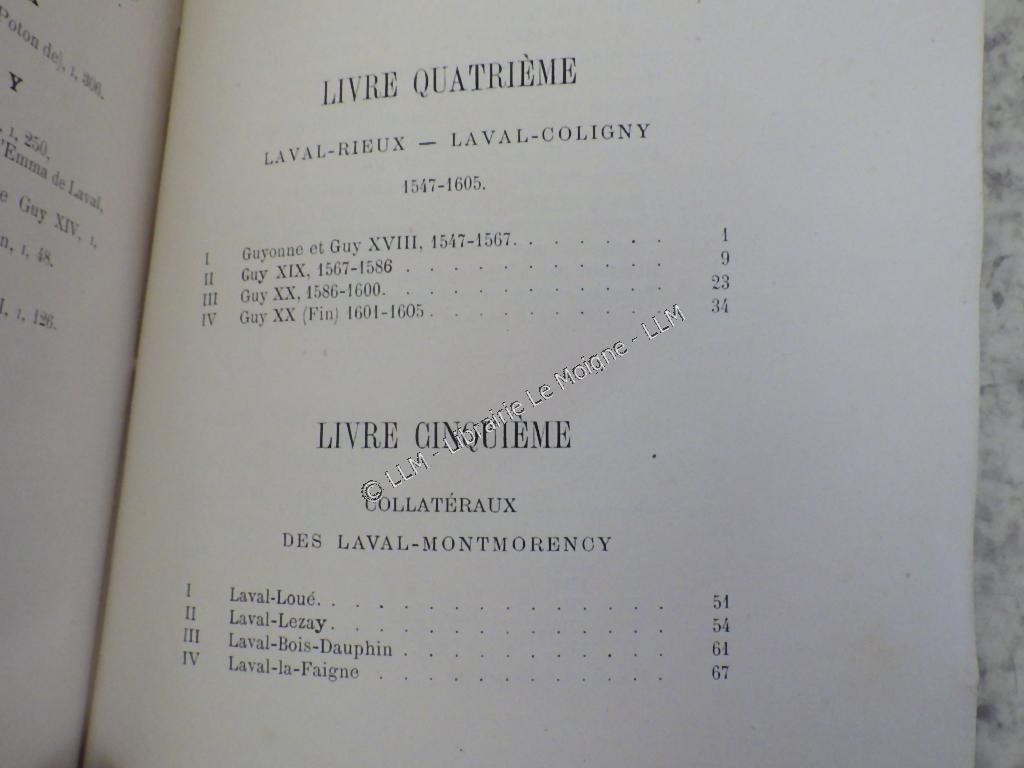 Poton de], I, 306.
Y
I, 250,
d'Emma de Laval,
e Guy XIV, I,
n, I, 48.
I, I, 126.
LIVRE QUATRIÈME
LAVAL-RIEUX — LAVAL-COLIGNY
1547-1605.
I Guyonne et Guy XVIII, 1547-1567. . . . . . . 1
II Guy XIX, 1567-1586 . . . . . . . . . . . 9
III Guy XX, 1586-1600. . . . . . . . . . . . 23
IV Guy XX (Fin) 1601-1605 . . . . . . . . . . 34
LIVRE CINQUIÈME
COLLATÉRAUX
DES LAVAL-MONTMORENCY
I Laval-Loué. . . . . . . . . . . . . . . 51
II Laval-Lezay. . . . . . . . . . . . . . 54
III Laval-Bois-Dauphin . . . . . . . . . . . 61
IV Laval-la-Faigne . . . . . . . . . . . . 67
© LLM - Librairie Le Moigne - LLM